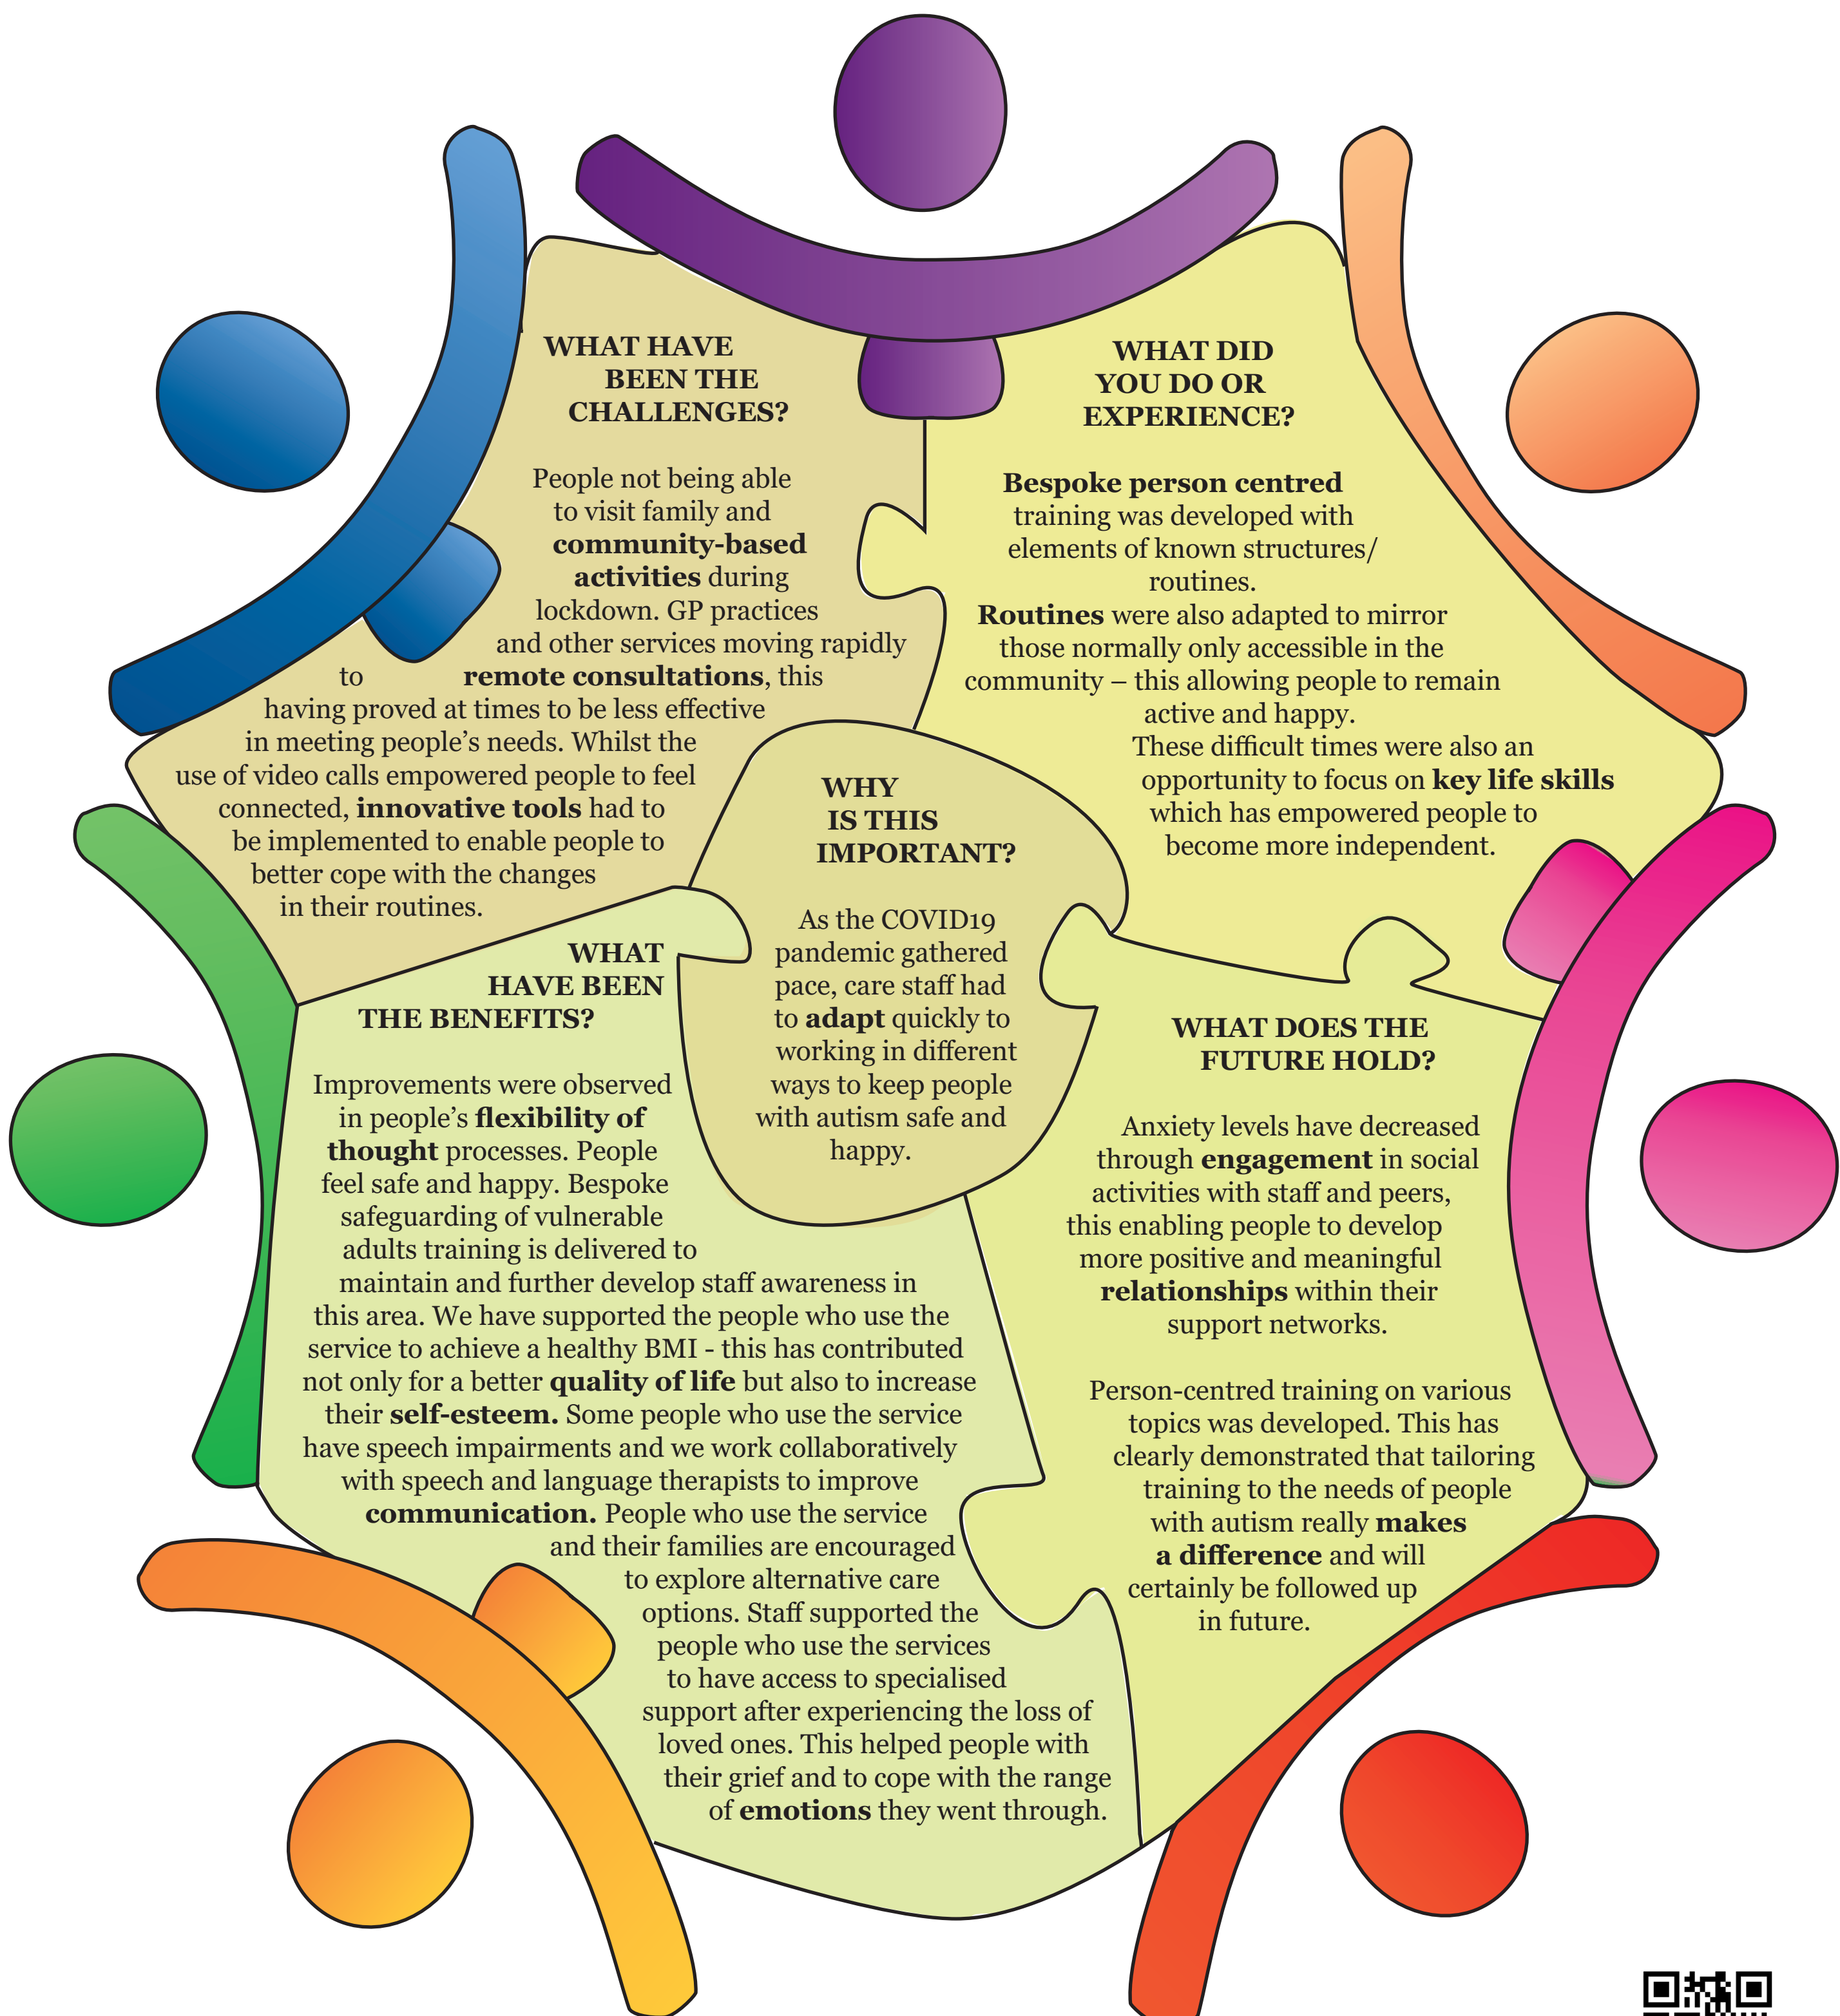 WHAT HAVE
BEEN THE
CHALLENGES?
People not being able
to visit family and
community-based
activities during
lockdown. GP practices
and other services moving rapidly
to remote consultations, this
having proved at times to be less effective
in meeting people's needs. Whilst the
use of video calls empowered people to feel
connected, innovative tools had to
be implemented to enable people to
better cope with the changes
in their routines.
WHAT DID
YOU DO OR
EXPERIENCE?
Bespoke person centred
training was developed with
elements of known structures/
routines.
Routines were also adapted to mirror
those normally only accessible in the
community – this allowing people to remain
active and happy.
These difficult times were also an
opportunity to focus on key life skills
which has empowered people to
become more independent.
WHY
IS THIS
IMPORTANT?
As the COVID19
pandemic gathered
pace, care staff had
to adapt quickly to
working in different
ways to keep people
with autism safe and
happy.
WHAT
HAVE BEEN
THE BENEFITS?
Improvements were observed
in people's flexibility of
thought processes. People
feel safe and happy. Bespoke
safeguarding of vulnerable
adults training is delivered to
maintain and further develop staff awareness in
this area. We have supported the people who use the
service to achieve a healthy BMI - this has contributed
not only for a better quality of life but also to increase
their self-esteem. Some people who use the service
have speech impairments and we work collaboratively
with speech and language therapists to improve
communication. People who use the service
and their families are encouraged
to explore alternative care
options. Staff supported the
people who use the services
to have access to specialised
support after experiencing the loss of
loved ones. This helped people with
their grief and to cope with the range
of emotions they went through.
WHAT DOES THE
FUTURE HOLD?
Anxiety levels have decreased
through engagement in social
activities with staff and peers,
this enabling people to develop
more positive and meaningful
relationships within their
support networks.
Person-centred training on various
topics was developed. This has
clearly demonstrated that tailoring
training to the needs of people
with autism really makes
a difference and will
certainly be followed up
in future.